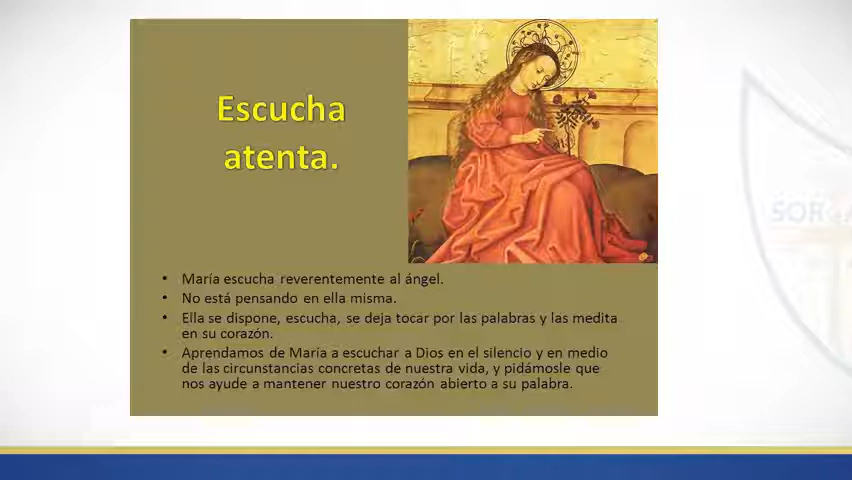 Escucha
atenta.
• María escucha reverentemente al ángel.
• No está pensando en ella misma.
• Ella se dispone, escucha, se deja tocar por las palabras y las medita
en su corazón.
• Aprendamos de María a escuchar a Dios en el silencio y en medio
de las circunstancias concretas de nuestra vida, y pidámosle que
nos ayude a mantener nuestro corazón abierto a su palabra.
SOR